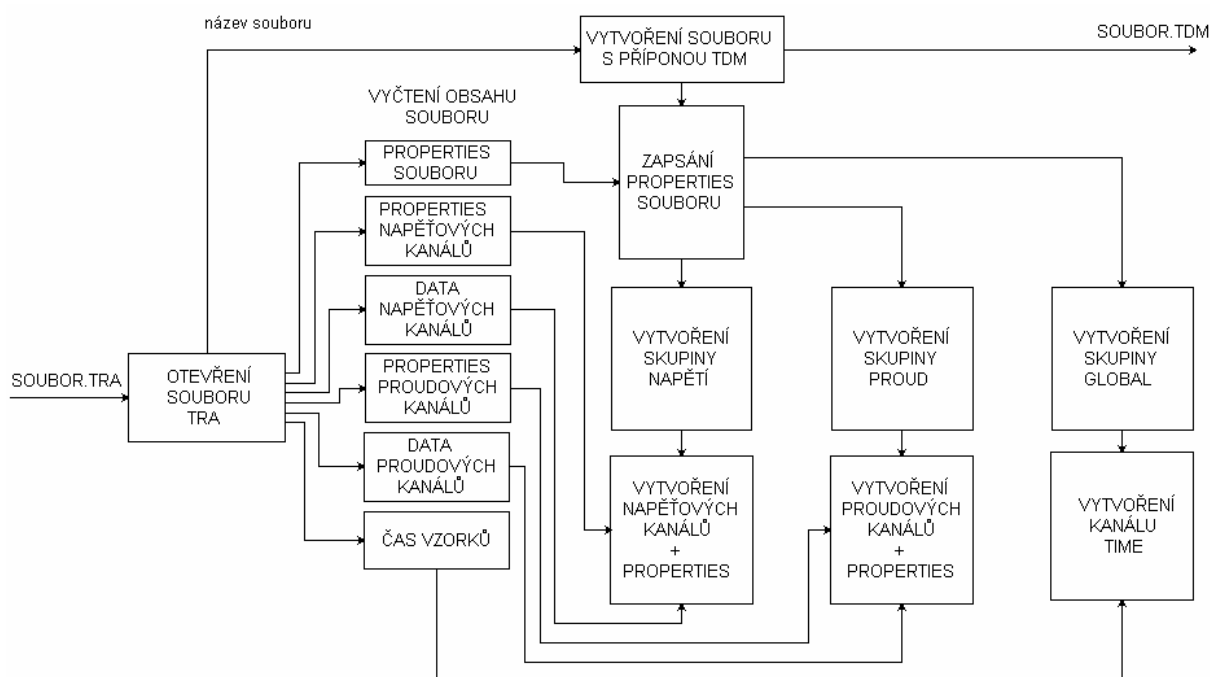 název souboru
VYTVOŘENÍ SOUBORU
S PŘÍPONOU TDM
SOUBOR.TDM
VYČTENÍ OBSAHU
SOUBORU
PROPERTIES
SOUBORU
ZAPSÁNÍ
PROPERTIES
SOUBORU
PROPERTIES
NAPĚŤOVÝCH
KANÁLŮ
DATA
NAPĚŤOVÝCH
KANÁLŮ
VYTVOŘENÍ
SKUPINY
NAPĚTÍ
VYTVOŘENÍ
SKUPINY
PROUD
VYTVOŘENÍ
SKUPINY
GLOBAL
SOUBOR.TRA
OTEVŘENÍ
SOUBORU
TRA
PROPERTIES
PROUDOVÝCH
KANÁLŮ
DATA
PROUDOVÝCH
KANÁLŮ
ČAS VZORKŮ
VYTVOŘENÍ
NAPĚŤOVÝCH
KANÁLŮ
+
PROPERTIES
VYTVOŘENÍ
PROUDOVÝCH
KANÁLŮ
+
PROPERTIES
VYTVOŘENÍ
KANÁLU
TIME